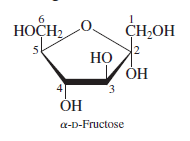 6 1
HOCH₂ O CH₂OH
5 HO 2
OH
4 3
OH
α-D-Fructose